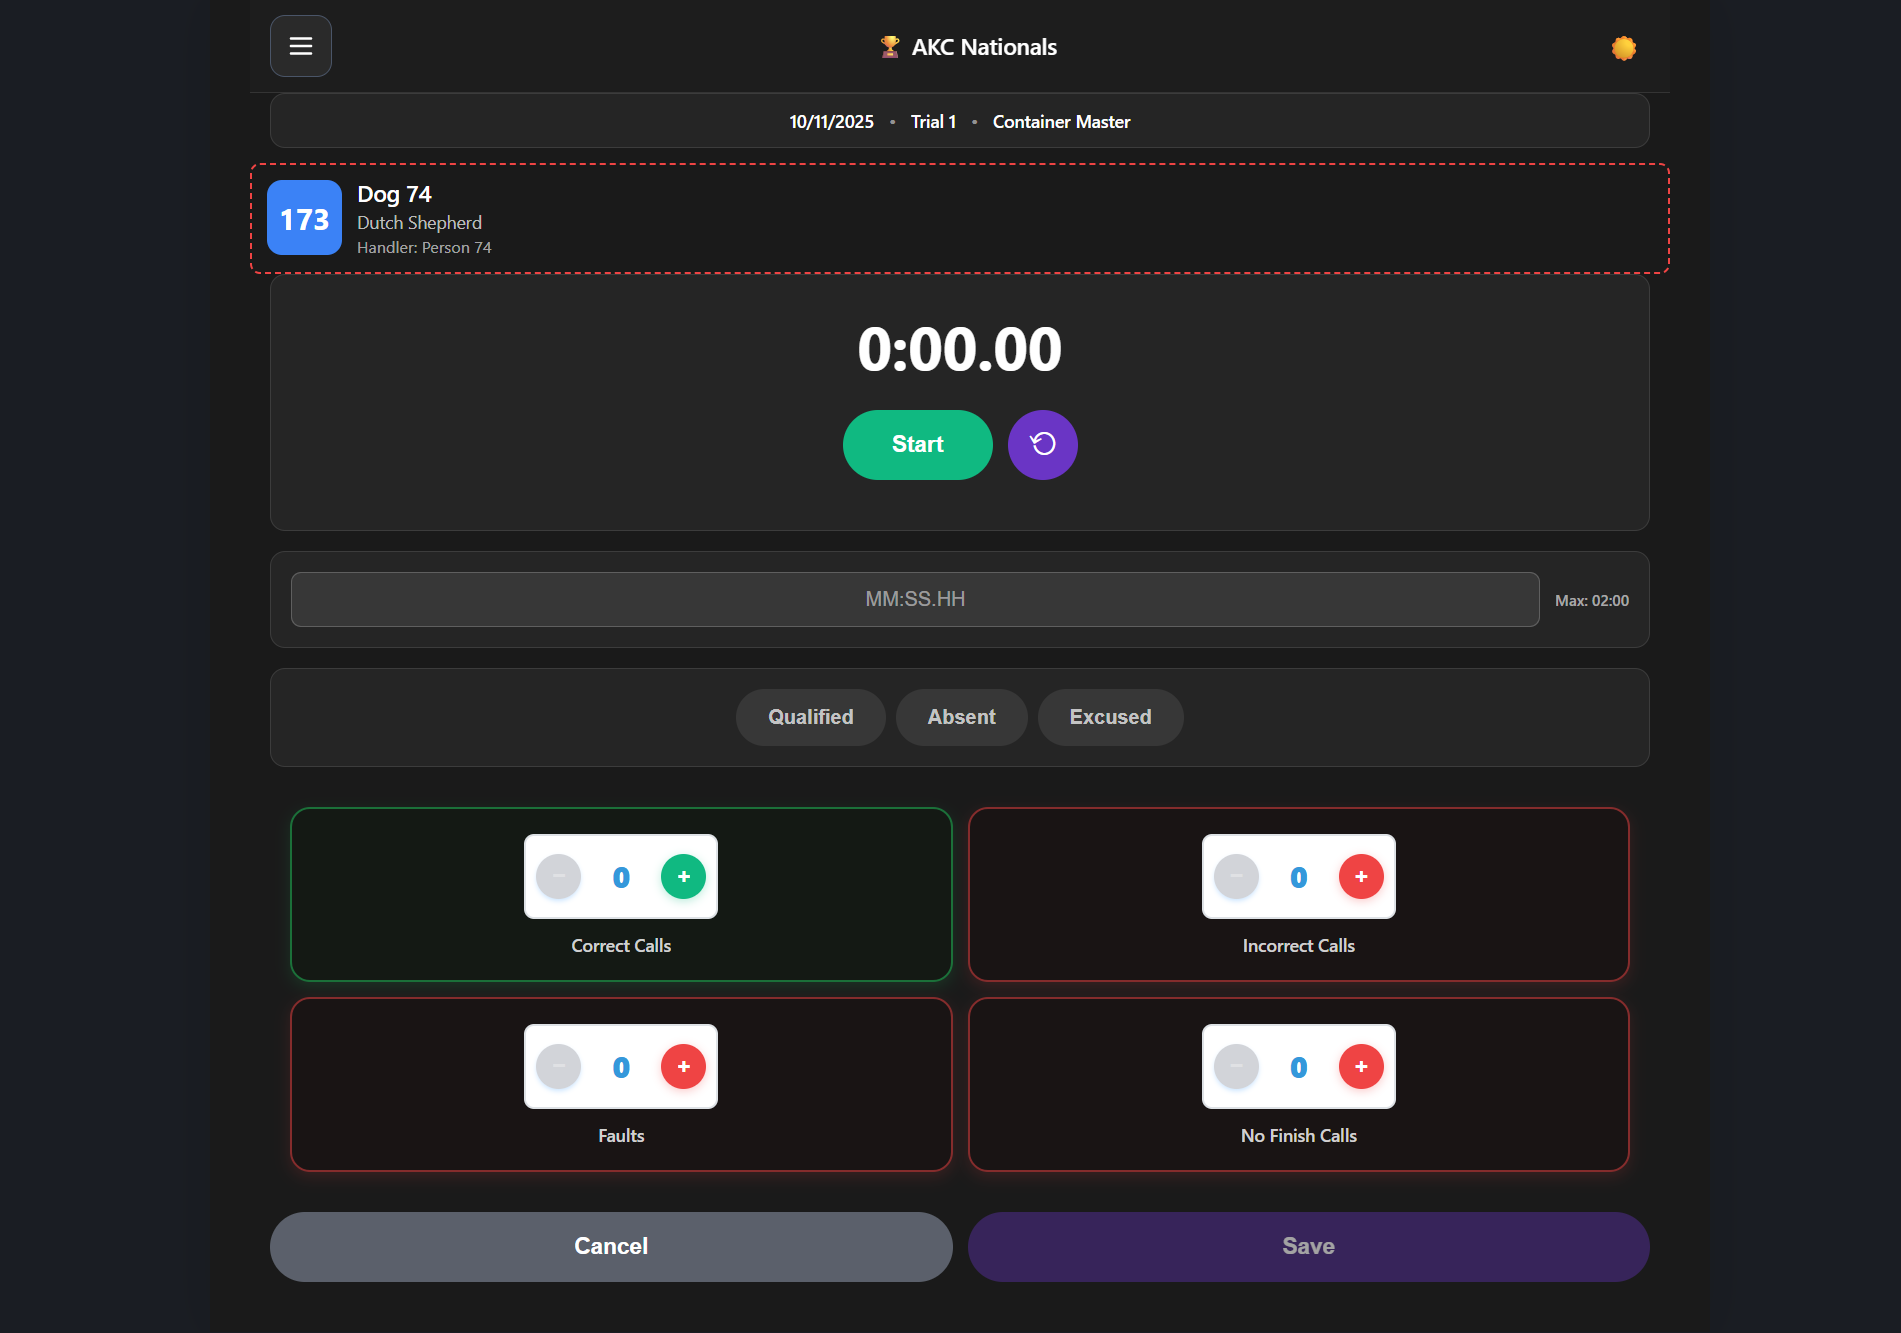 AKC Nationals
10/11/2025 • Trial 1 • Container Master
173
Dog 74
Dutch Shepherd
Handler: Person 74
0:00.00
Start
MM:SS.HH
Max: 02:00
Qualified Absent Excused
− 0 +
Correct Calls
− 0 +
Incorrect Calls
− 0 +
Faults
− 0 +
No Finish Calls
Cancel
Save